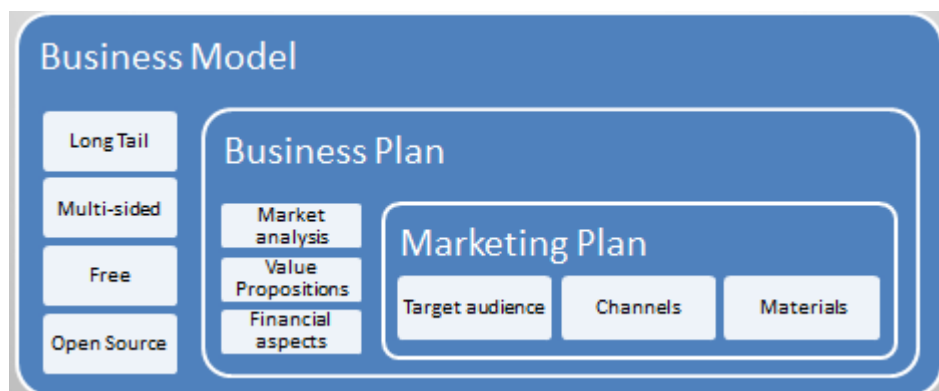 Business Model
Long Tail
Multi-sided
Free
Open Source
Business Plan
Market
analysis
Value
Propositions
Financial
aspects
Marketing Plan
Target audience
Channels
Materials